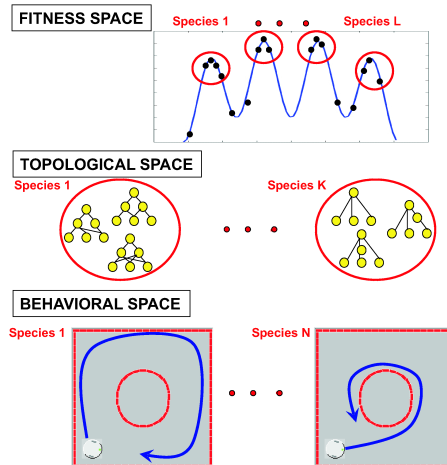 FITNESS SPACE
Species 1
Species L
TOPOLOGICAL SPACE
Species 1
Species K
BEHAVIORAL SPACE
Species 1
Species N